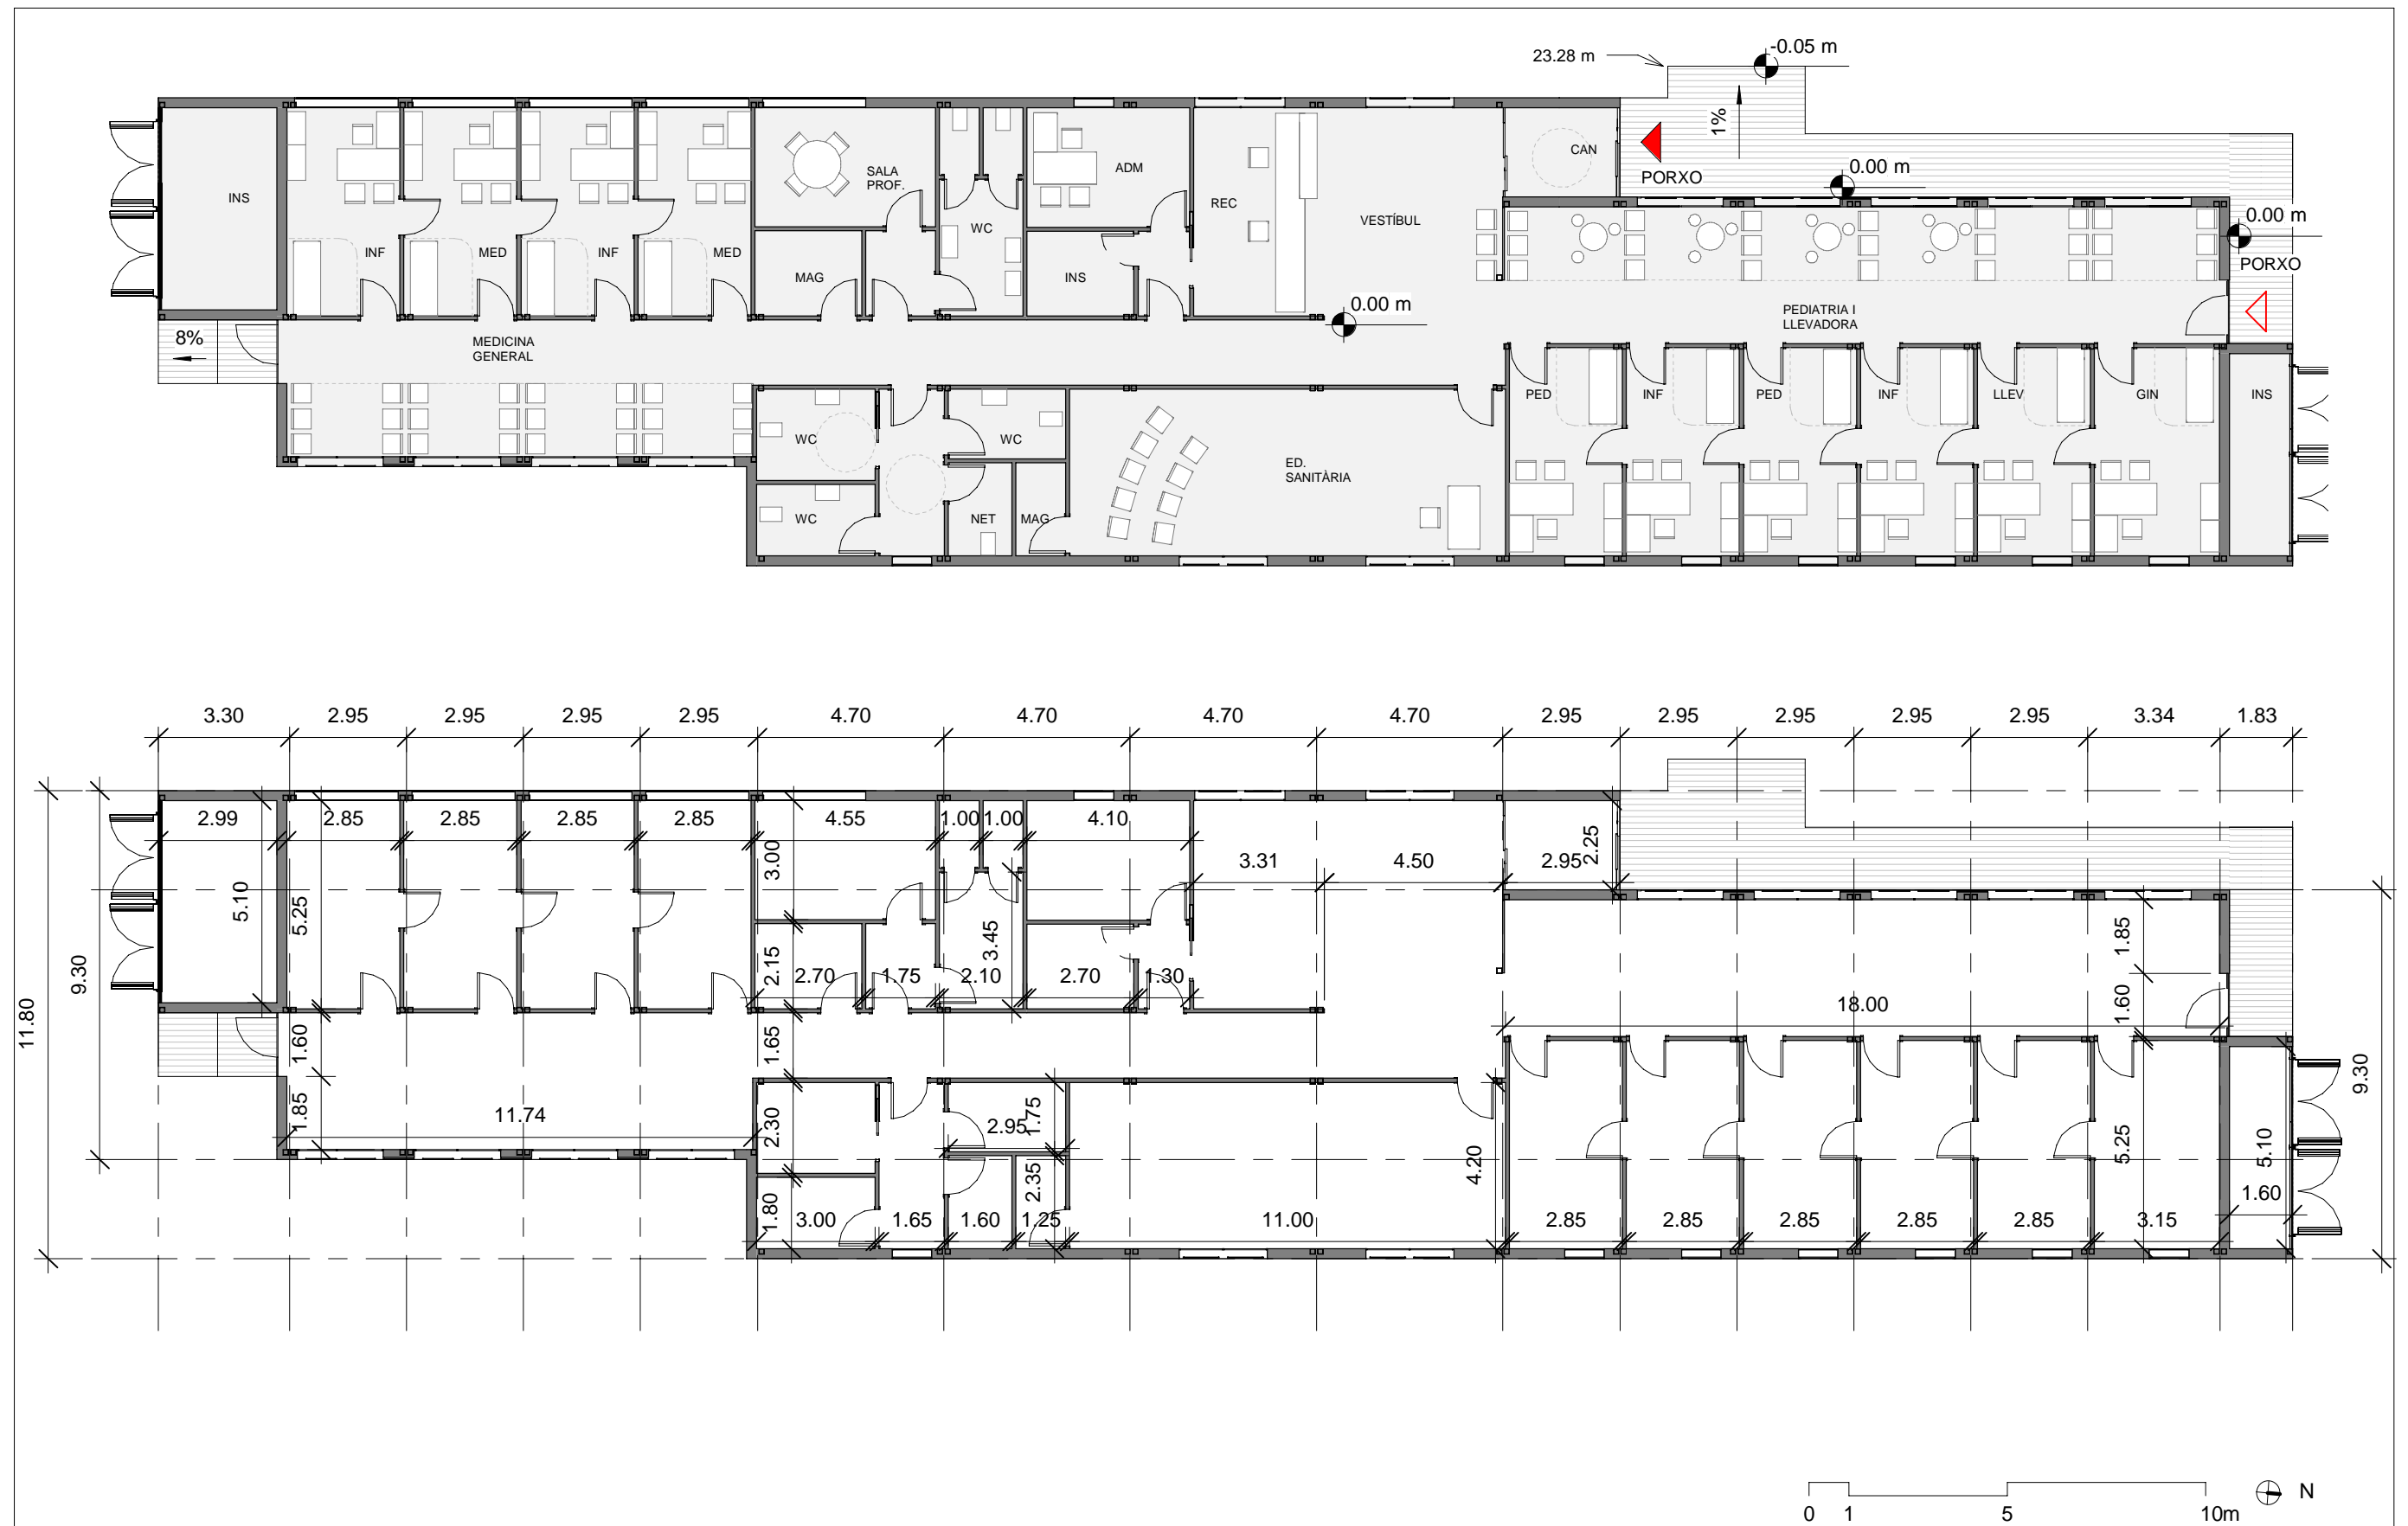 23.28 m
-0.05 m
1%
CAN
PORXO
0.00 m
SALA
PROF.
ADM
INS
REC
VESTÍBUL
0.00 m
WC
INF
MED
INF
MED
MAG
INS
PORXO
0.00 m
PEDIATRIA I
LLEVADORA
8%
MEDICINA
GENERAL
PED
INF
PED
INF
LLEV
GIN
INS
WC
WC
ED.
SANITÀRIA
WC
NET
MAG
3.30
2.95
2.95
2.95
2.95
4.70
4.70
4.70
4.70
2.95
2.95
2.95
2.95
2.95
3.34
1.83
2.99
2.85
2.85
2.85
2.85
4.55
1.00
1.00
4.10
3.31
4.50
2.95
2.25
3.00
5.10
5.25
3.45
1.85
9.30
11.80
2.15
2.70
1.75
2.10
2.70
1.30
18.00
1.60
1.60
1.65
1.85
11.74
2.30
2.95
1.75
4.20
5.25
5.10
9.30
2.35
1.60
1.80
3.00
1.65
1.60
1.25
11.00
2.85
2.85
2.85
2.85
2.85
3.15
N
0 1 5 10m